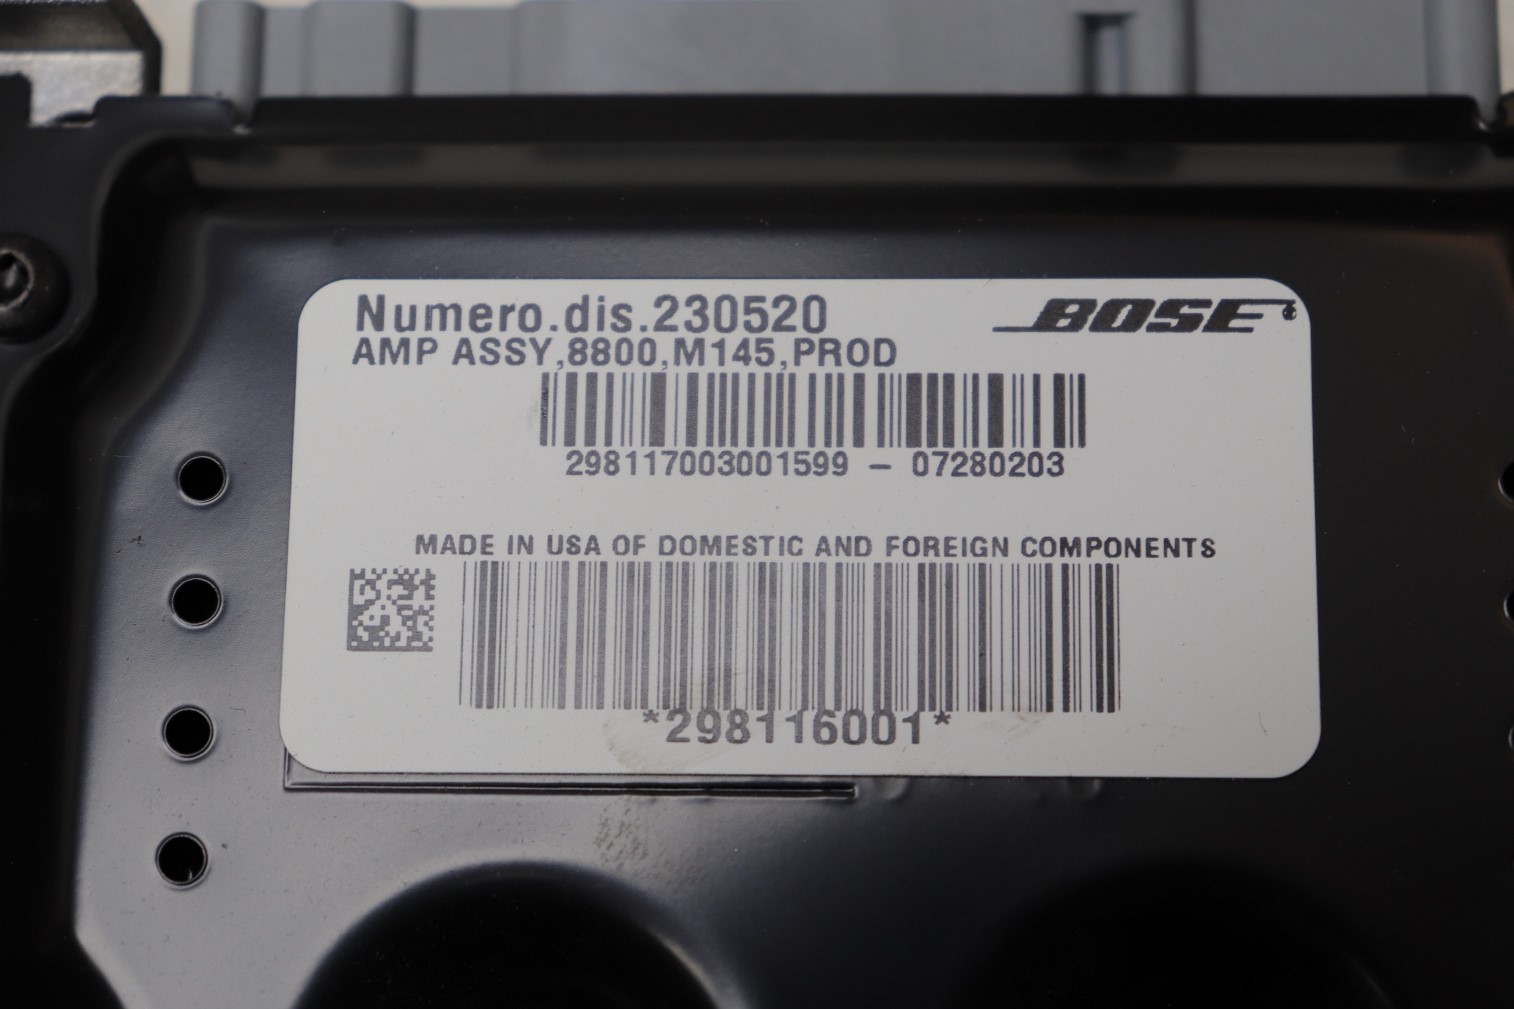 Numero.dis.230520
BOSE
AMP ASSY,8800,M145,PROD
298117003001599 – 07280203
MADE IN USA OF DOMESTIC AND FOREIGN COMPONENTS
*298116001*